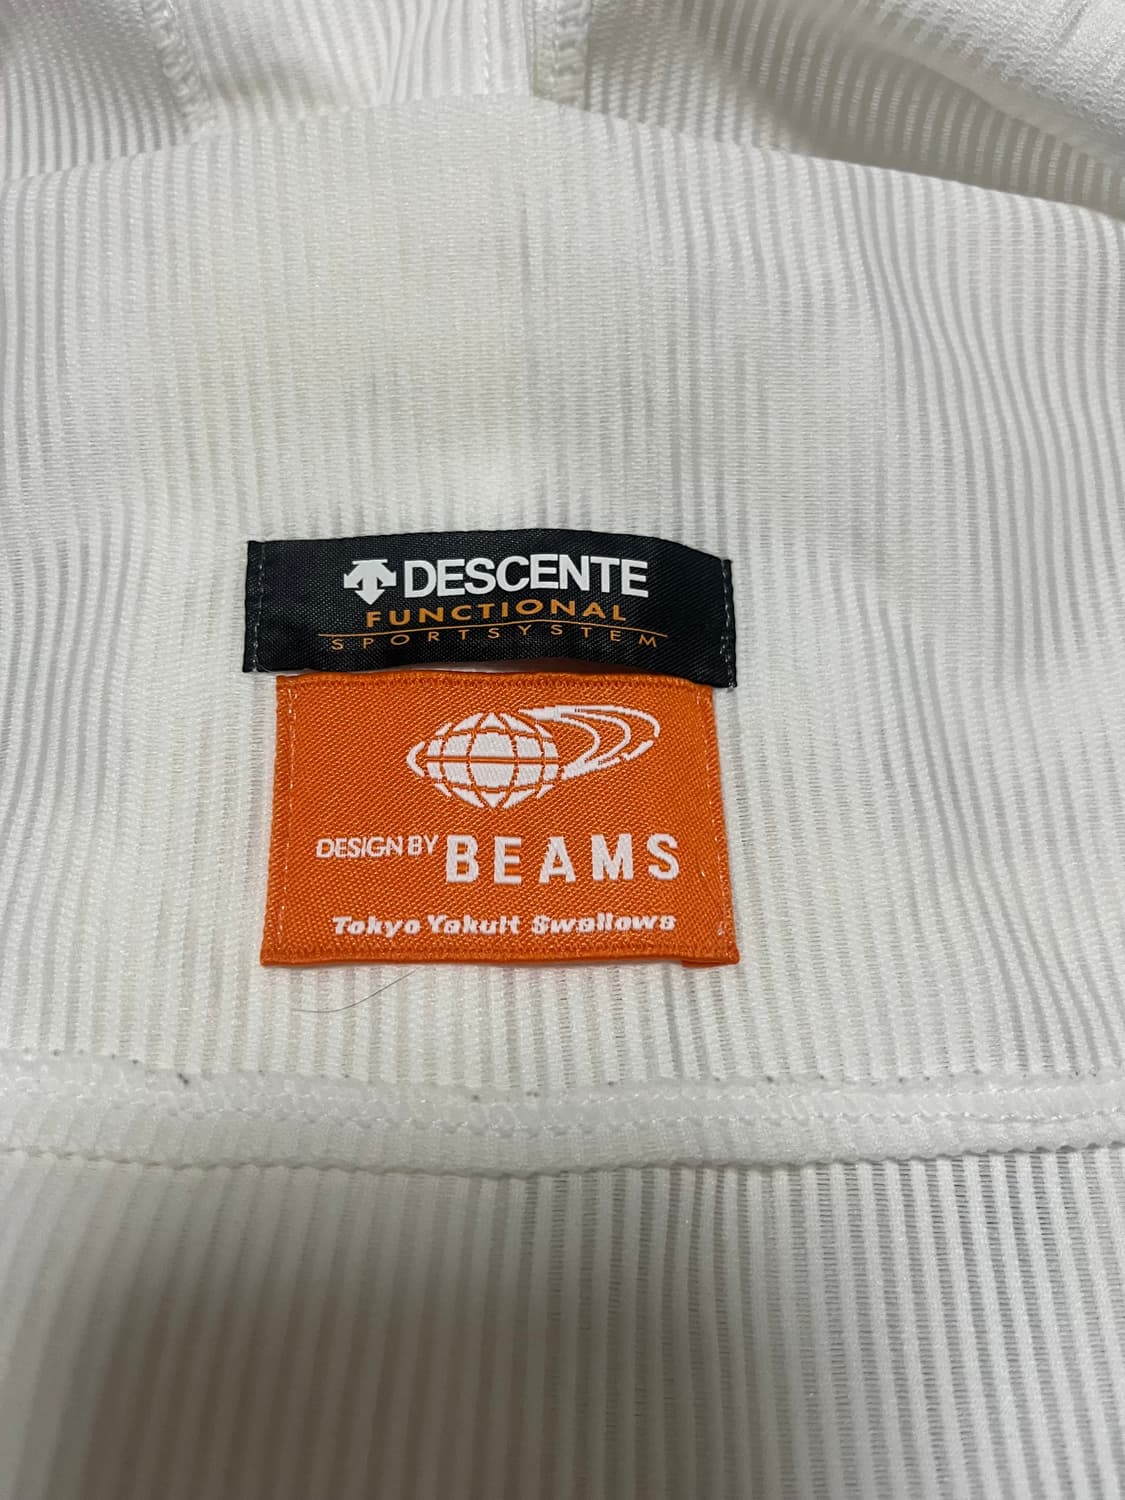 DESCENTE
FUNCTIONAL
SPORTSYSTEM
DESIGN BY BEAMS
Tokyo Yakult Swallows